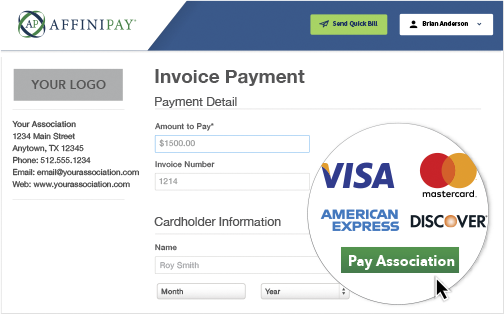 AP AFFINIPAY
Send Quick Bill
Brian Anderson
YOUR LOGO
Your Association
1234 Main Street
Anytown, TX 12345
Phone: 512.555.1234
Email: email@yourassociation.com
Web: www.yourassociation.com
Invoice Payment
Payment Detail
Amount to Pay*
$1500.00
Invoice Number
1214
Cardholder Information
Name
Roy Smith
Month
Year
VISA
mastercard.
AMERICAN
EXPRESS
DISCOVER
Pay Association